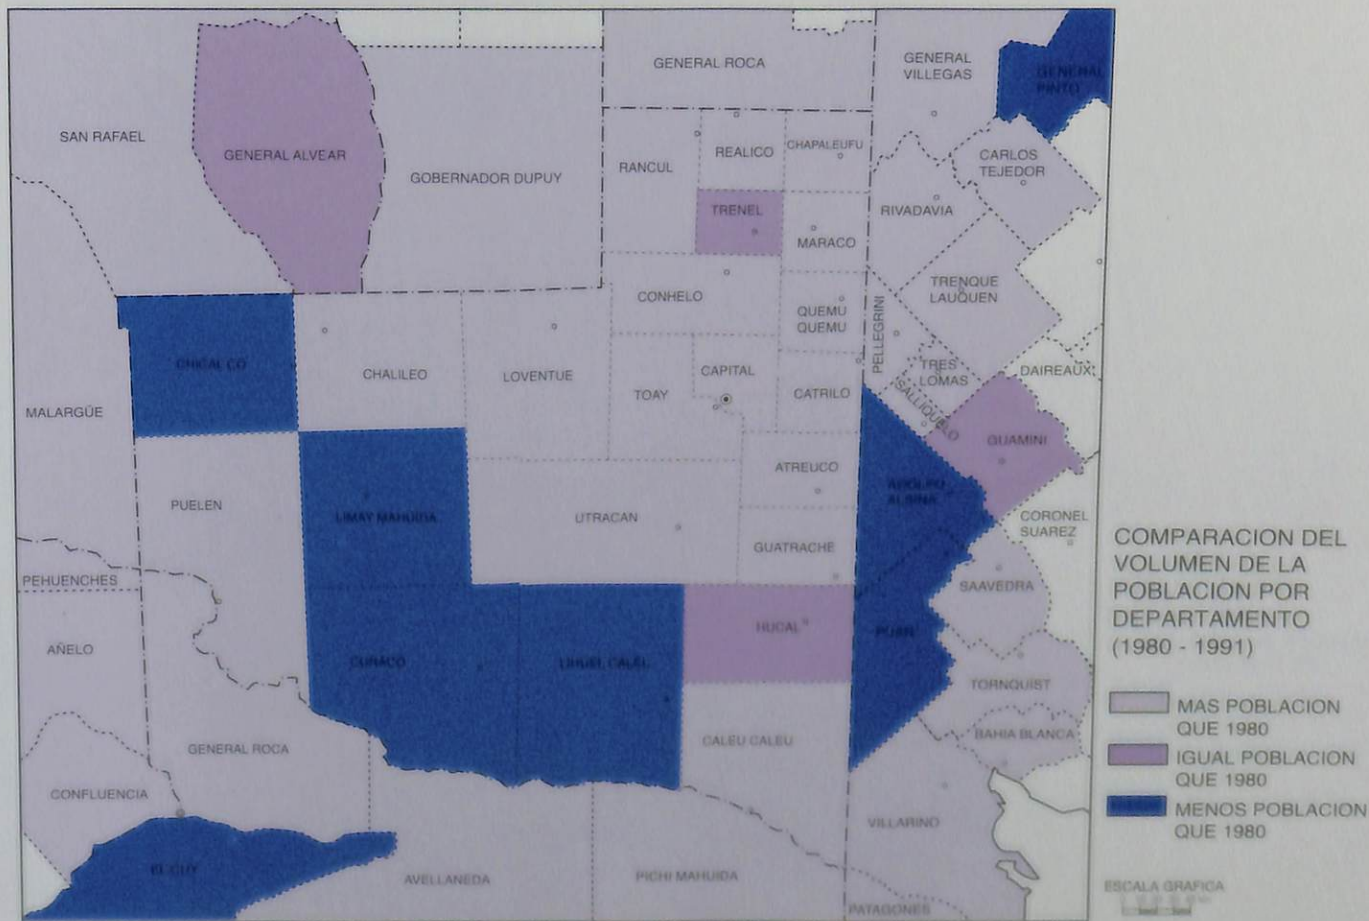 GENERAL ROCA
GENERAL
VILLEGAS
GENERAL
PINTO
SAN RAFAEL
GENERAL ALVEAR
GOBERNADOR DUPUY
RANCUL
REALICO
CHAPALEUFU
CARLOS
TEJEDOR
TRENEL
MARACO
RIVADAVIA
TRENQUE
LAUQUEN
CONHELO
QUEMU
QUEMU
PELLEGRINI
CHICAL CO
CHALILEO
LOVENTUE
TOAY
CAPITAL
CATRILO
TRES
LOMAS
SALLIQUELO
DAIREAUX
MALARGÜE
GUAMINI
PUELEN
LIMAY MAHUIDA
UTRACAN
ATREUCO
ADOLFO
ALSINA
CORONEL
SUAREZ
GUATRACHE
PEHUENCHES
SAAVEDRA
AÑELO
CURACO
LIHUEL CALEL
HUCAL
PUAN
TORNQUIST
GENERAL ROCA
CALEU CALEU
BAHIA BLANCA
CONFLUENCIA
VILLARINO
EL CUY
AVELLANEDA
PICHI MAHUIDA
PATAGONES
COMPARACION DEL
VOLUMEN DE LA
POBLACION POR
DEPARTAMENTO
(1980 - 1991)
MAS POBLACION
QUE 1980
IGUAL POBLACION
QUE 1980
MENOS POBLACION
QUE 1980
ESCALA GRAFICA